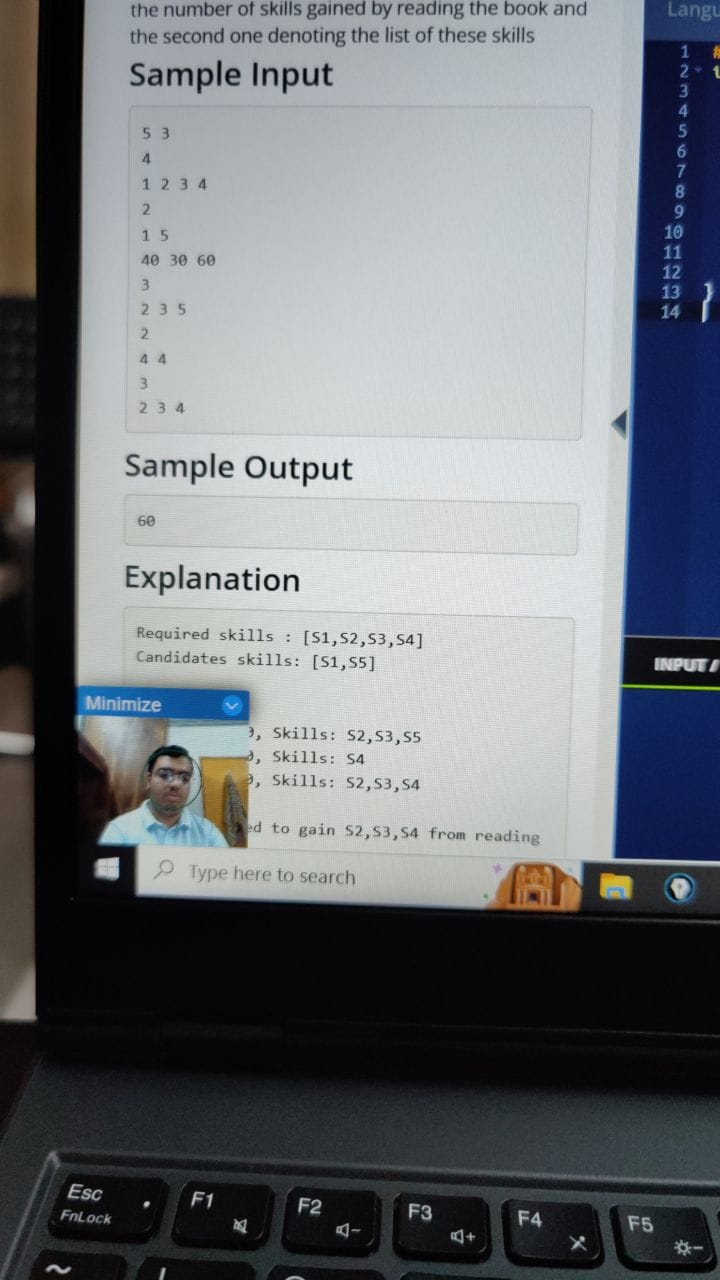 the number of skills gained by reading the book and
the second one denoting the list of these skills
Sample Input
5 3
4
1 2 3 4
2
1 5
40 30 60
3
2 3 5
2
4 4
3
2 3 4
Sample Output
60
Explanation
Required skills : [S1,S2,S3,S4]
Candidates skills: [S1,S5]
, Skills: S2,S3,S5
, Skills: S4
, Skills: S2,S3,S4
ed to gain S2,S3,S4 from reading
Minimize
Type here to search
Langu
1 #
2
3
4
5
6
7
8
9
10
11
12
13 }
14
INPUT /
Esc
FnLock
F1
F2
F3
F4
F5
~